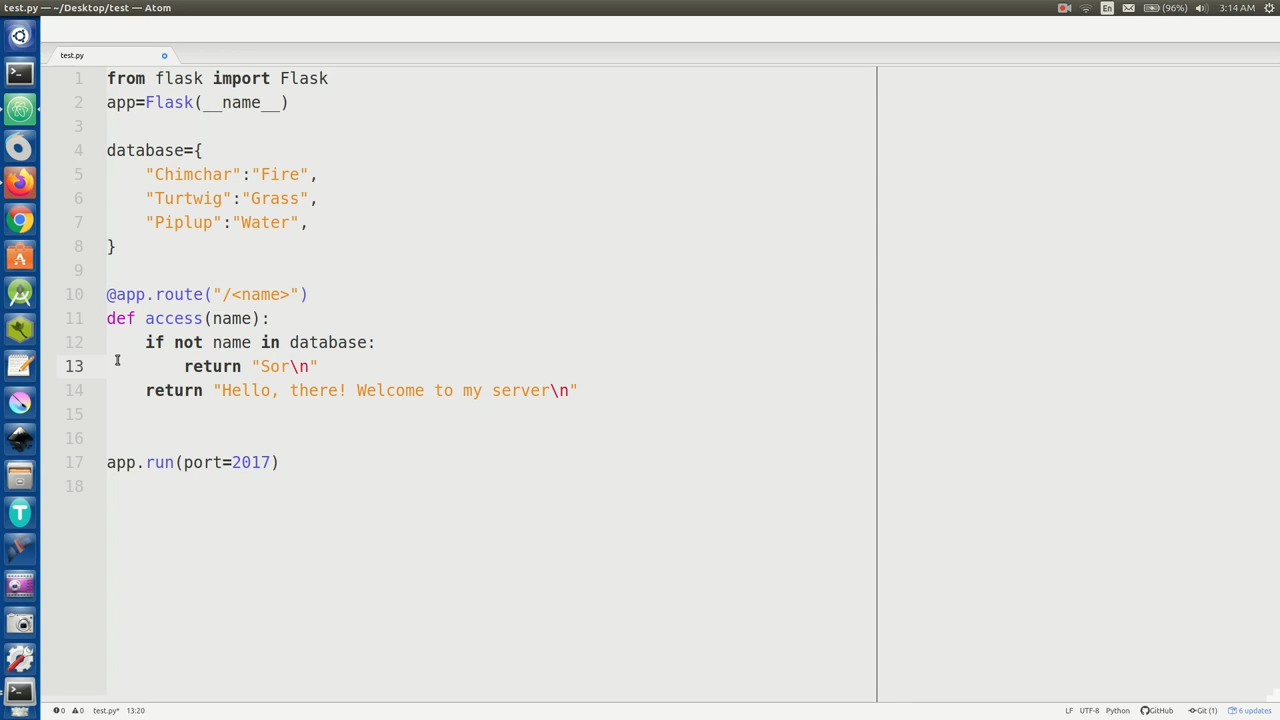 test.py — ~/Desktop/test — Atom
En (96%) 3:14 AM
test.py
1 from flask import Flask
2 app=Flask(__name__)
3
4 database={
5 "Chimchar":"Fire",
6 "Turtwig":"Grass",
7 "Piplup":"Water",
8 }
9
10 @app.route("/<name>")
11 def access(name):
12 if not name in database:
13 return "Sor\n"
14 return "Hello, there! Welcome to my server\n"
15
16
17 app.run(port=2017)
18
0 0 test.py* 13:20 LF UTF-8 Python GitHub Git (1) 6 updates